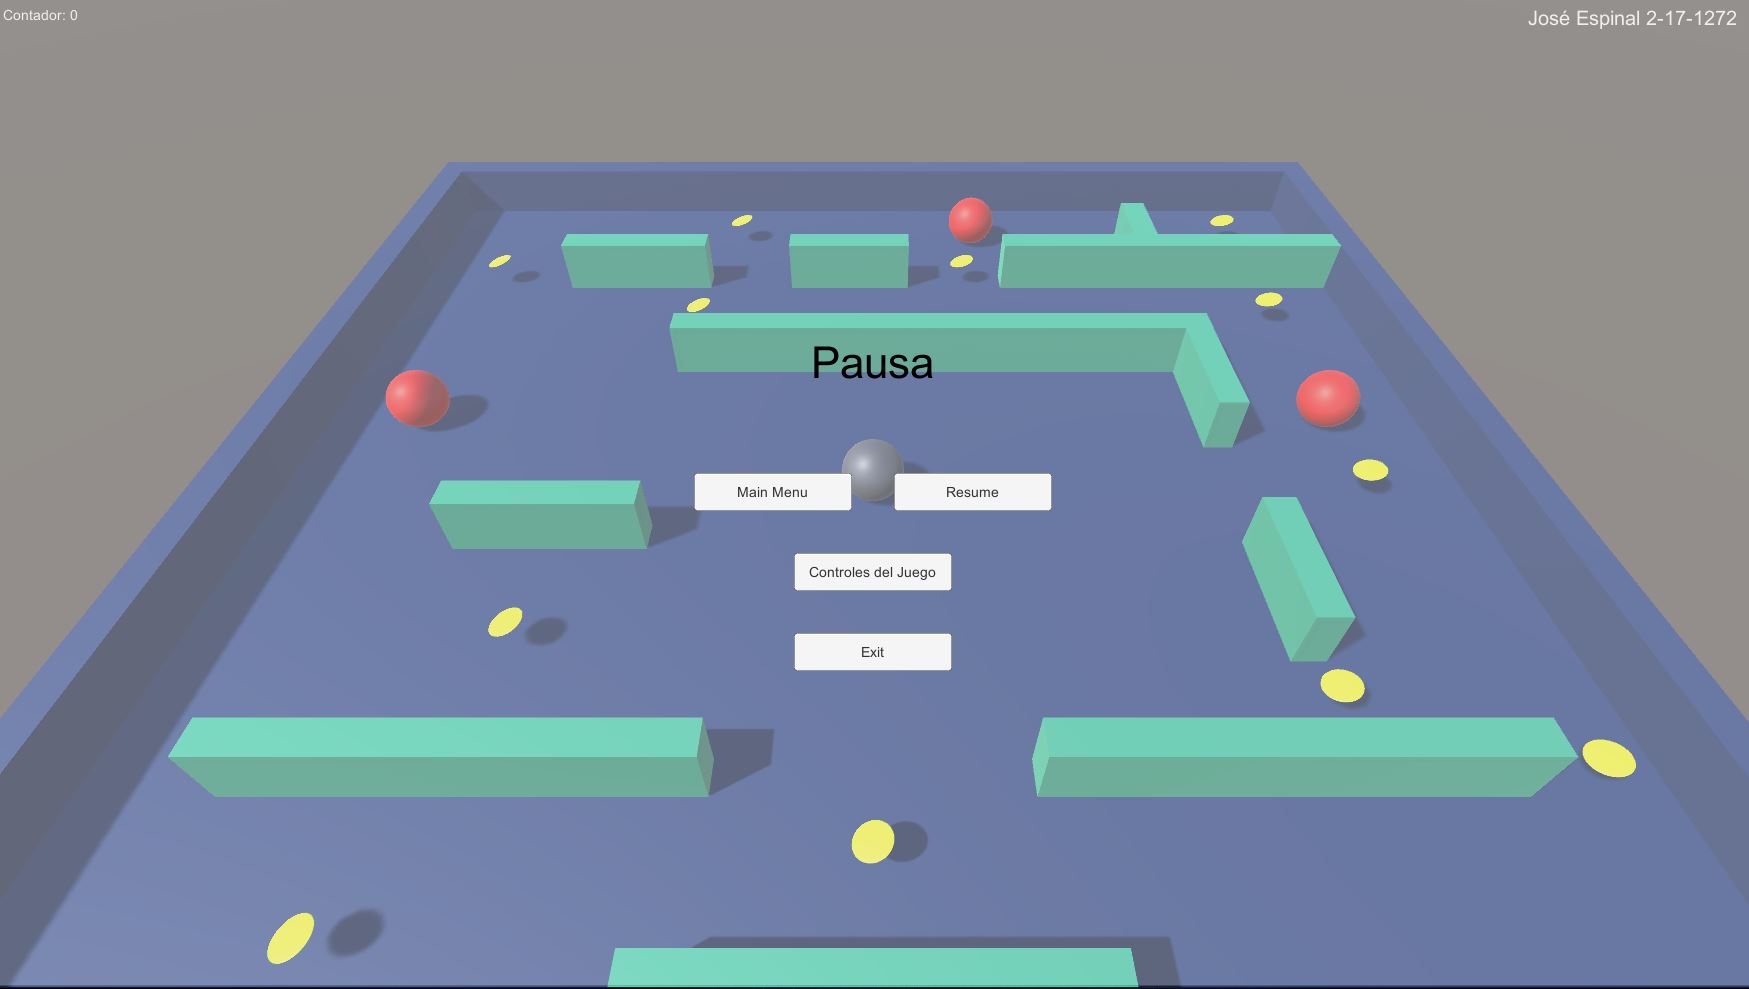 Contador: 0
José Espinal 2-17-1272
Pausa
Main Menu
Resume
Controles del Juego
Exit